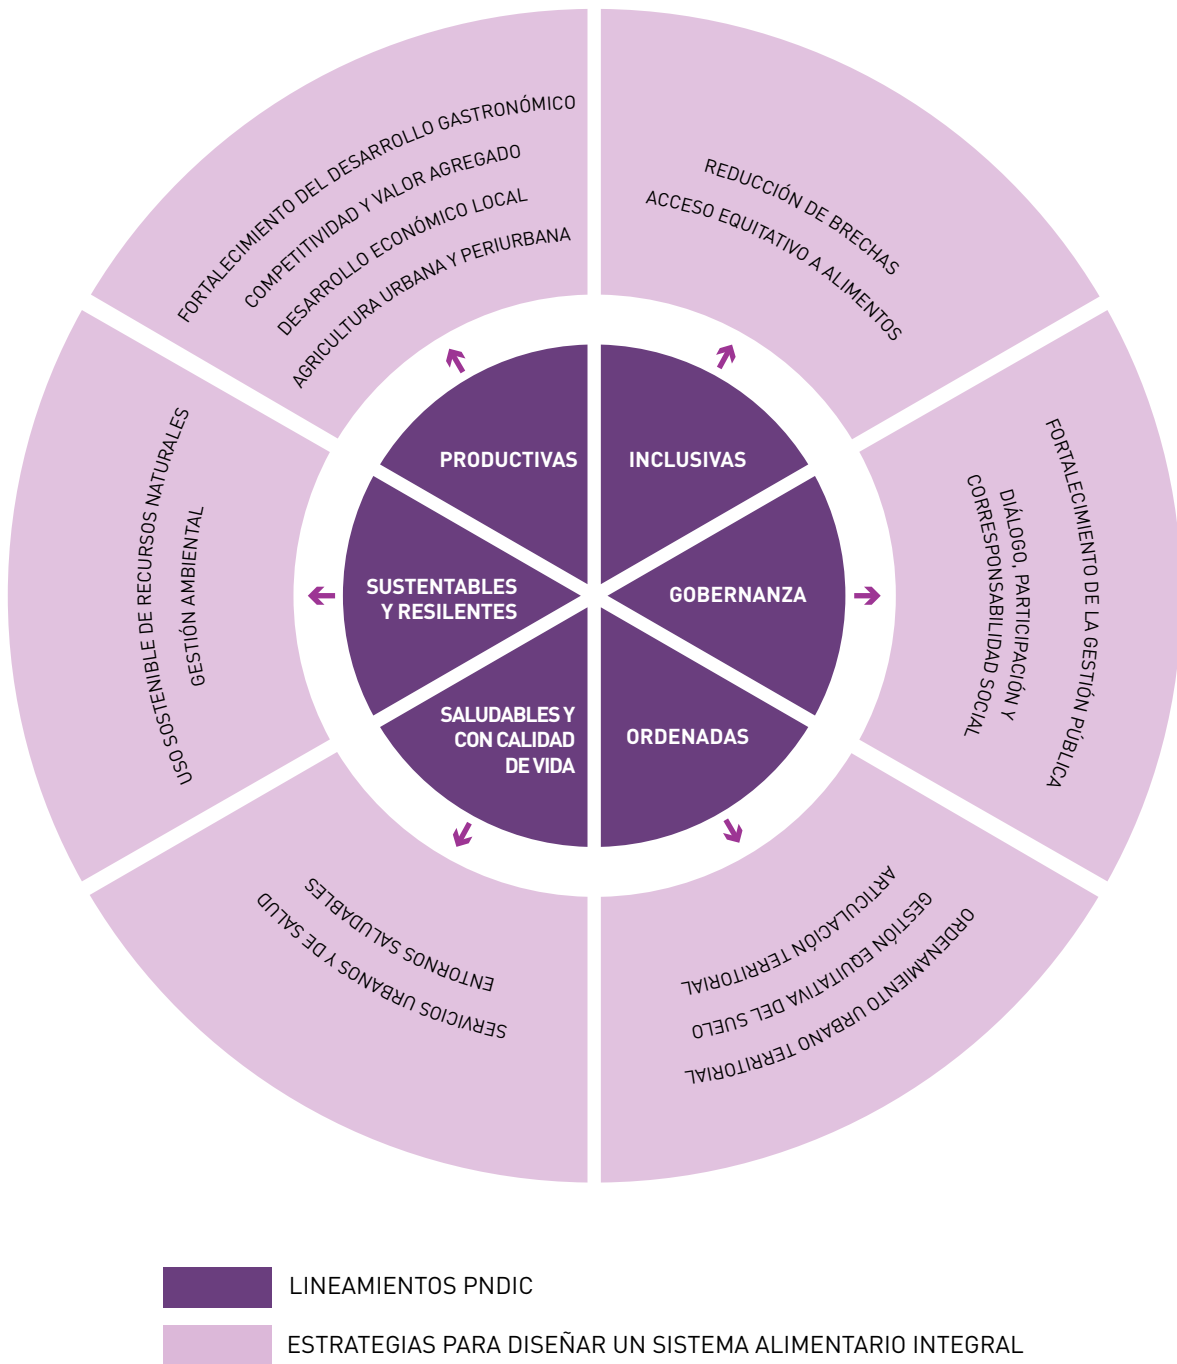 FORTALECIMIENTO DEL DESARROLLO GASTRONÓMICO
COMPETITIVIDAD Y VALOR AGREGADO
DESARROLLO ECONÓMICO LOCAL
AGRICULTURA URBANA Y PERIURBANA
REDUCCIÓN DE BRECHAS
ACCESO EQUITATIVO A ALIMENTOS
FORTALECIMIENTO DE LA GESTIÓN PÚBLICA
DIÁLOGO, PARTICIPACIÓN Y
CORRESPONSABILIDAD SOCIAL
ARTICULACIÓN TERRITORIAL
GESTIÓN EQUITATIVA DEL SUELO
ORDENAMIENTO URBANO TERRITORIAL
ENTORNOS SALUDABLES
SERVICIOS URBANOS Y DE SALUD
USO SOSTENIBLE DE RECURSOS NATURALES
GESTIÓN AMBIENTAL
PRODUCTIVAS
INCLUSIVAS
SUSTENTABLES
Y RESILENTES
GOBERNANZA
SALUDABLES Y
CON CALIDAD
DE VIDA
ORDENADAS
LINEAMIENTOS PNDIC
ESTRATEGIAS PARA DISEÑAR UN SISTEMA ALIMENTARIO INTEGRAL